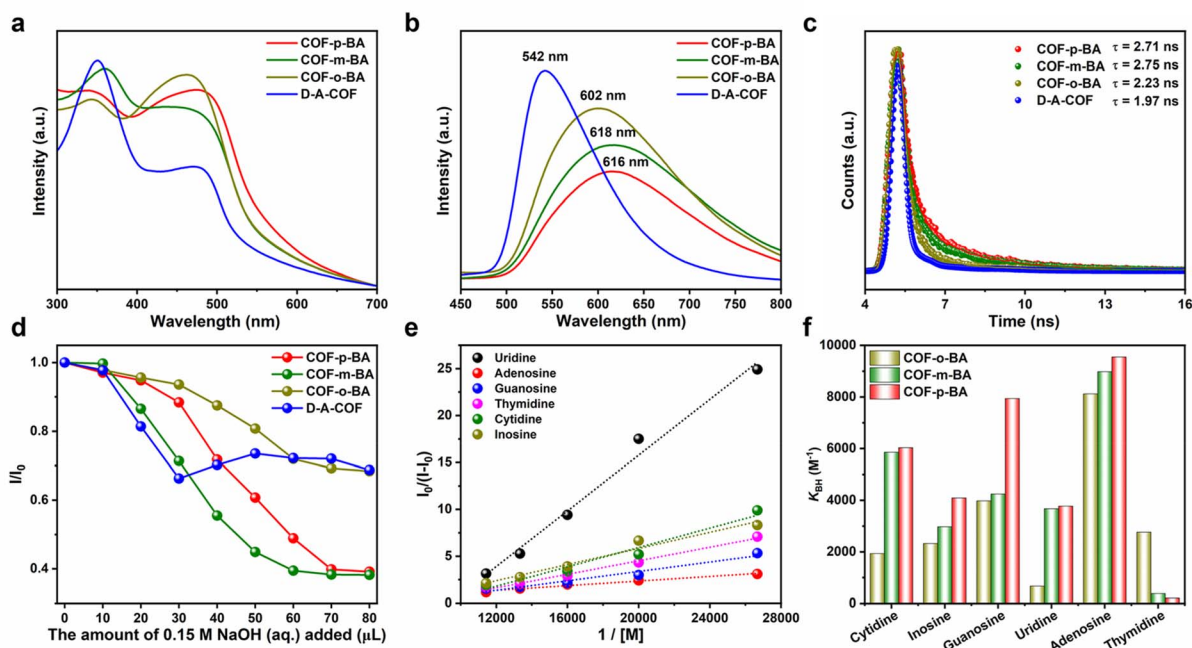 a
COF-p-BA
COF-m-BA
COF-o-BA
D-A-COF
Intensity (a.u.)
300 400 500 600 700
Wavelength (nm)
b
542 nm
602 nm
618 nm
616 nm
COF-p-BA
COF-m-BA
COF-o-BA
D-A-COF
Intensity (a.u.)
450 500 550 600 650 700 750 800
Wavelength (nm)
c
COF-p-BA τ = 2.71 ns
COF-m-BA τ = 2.75 ns
COF-o-BA τ = 2.23 ns
D-A-COF τ = 1.97 ns
Counts (a.u.)
4 7 10 13 16
Time (ns)
d
COF-p-BA
COF-m-BA
COF-o-BA
D-A-COF
I/I0
1.0
0.8
0.6
0.4
0 10 20 30 40 50 60 70 80
The amount of 0.15 M NaOH (aq.) added (μL)
e
Uridine
Adenosine
Guanosine
Thymidine
Cytidine
Inosine
I0/(I-I0)
25
20
15
10
5
0
12000 16000 20000 24000 28000
1 / [M]
f
COF-o-BA
COF-m-BA
COF-p-BA
KBH (M-1)
10000
8000
6000
4000
2000
0
Cytidine
Inosine
Guanosine
Uridine
Adenosine
Thymidine